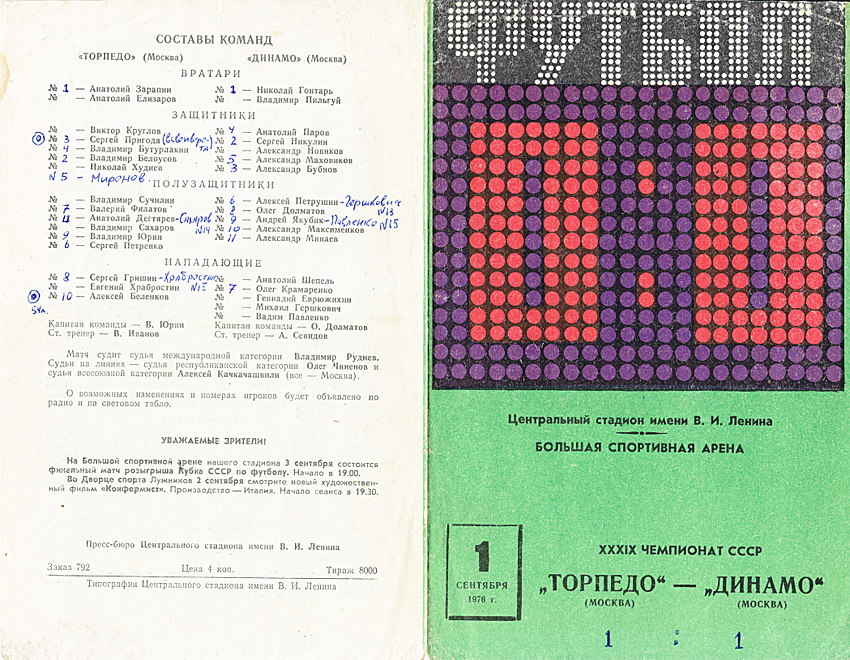 СОСТАВЫ КОМАНД
«ТОРПЕДО» (Москва) «ДИНАМО» (Москва)
ВРАТАРИ
№ 1 — Анатолий Зарапин № 1 — Николай Гонтарь
№ — Анатолий Елизаров № — Владимир Пильгуй
ЗАЩИТНИКИ
№ — Виктор Круглов № 4 — Анатолий Паров
№ 3 — Сергей Пригода № 2 — Сергей Никулин
№ 4 — Владимир Бутурлакин № — Александр Новиков
№ 2 — Владимир Белоусов № 5 — Александр Маховиков
№ — Николай Худиев № 3 — Александр Бубнов
N 5 - Миронов
ПОЛУЗАЩИТНИКИ
№ — Владимир Сучилин № 6 — Алексей Петрушин - Гершкович N13
№ 7 — Валерий Филатов № 8 — Олег Долматов
№ 11 — Анатолий Дегтярев - Сахаров N14 № 9 — Андрей Якубик - Павленко N15
№ — Владимир Сахаров № 10 — Александр Максименков
№ 9 — Владимир Юрин № 11 — Александр Минаев
№ 6 — Сергей Петренко
НАПАДАЮЩИЕ
№ 8 — Сергей Гришин - Храбростин N15 № — Анатолий Шепель
№ — Евгений Храбростин № 7 — Олег Крамаренко
№ 10 — Алексей Беленков № — Геннадий Еврюжихин
54м.
№ — Михаил Гершкович
№ — Вадим Павленко
Капитан команды — В. Юрин Капитан команды — О. Долматов
Ст. тренер — В. Иванов Ст. тренер — А. Севидов
Матч судит судья международной категории Владимир Руднев.
Судьи на линиях — судья республиканской категории Олег Чиненов и
судья всесоюзной категории Алексей Качкачашвили (все — Москва).
О возможных изменениях и номерах игроков будет объявлено по
радио и на световом табло.
УВАЖАЕМЫЕ ЗРИТЕЛИ!
На Большой спортивной арене нашего стадиона 3 сентября состоится
финальный матч розыгрыша Кубка СССР по футболу. Начало в 19.00.
Во Дворце спорта Лужников 2 сентября смотрите новый художествен-
ный фильм «Конформист». Производство — Италия. Начало сеанса в 19.30.
Пресс-бюро Центрального стадиона имени В. И. Ленина
Заказ 792 Цена 4 коп. Тираж 8000
Типография Центрального стадиона имени В. И. Ленина
ФУТБОЛ
0:0
Центральный стадион имени В. И. Ленина
БОЛЬШАЯ СПОРТИВНАЯ АРЕНА
1
СЕНТЯБРЯ
1976 г.
XXXIX ЧЕМПИОНАТ СССР
„ТОРПЕДО“ — „ДИНАМО“
(МОСКВА) (МОСКВА)
1 : 1